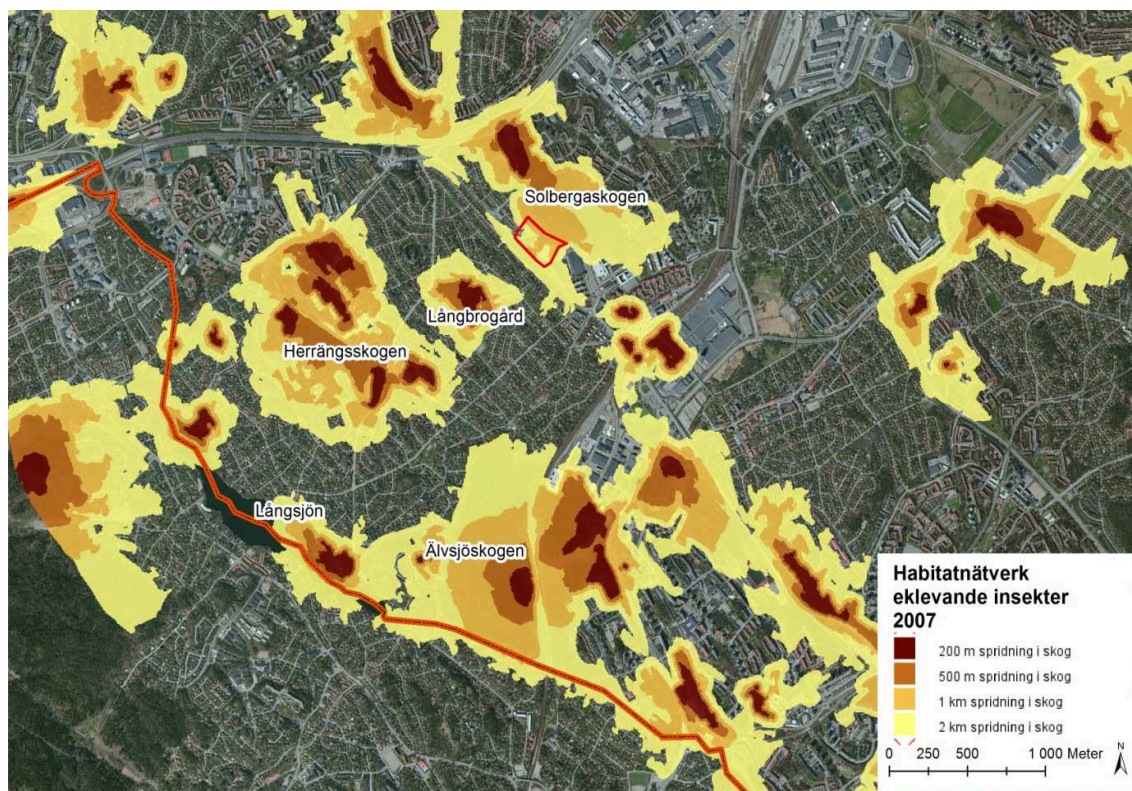 Solbergaskogen
Långbrogård
Herrängsskogen
Långsjön
Älvsjöskogen
Habitatnätverk
eklevande insekter
2007
200 m spridning i skog
500 m spridning i skog
1 km spridning i skog
2 km spridning i skog
0 250 500 1 000 Meter
N